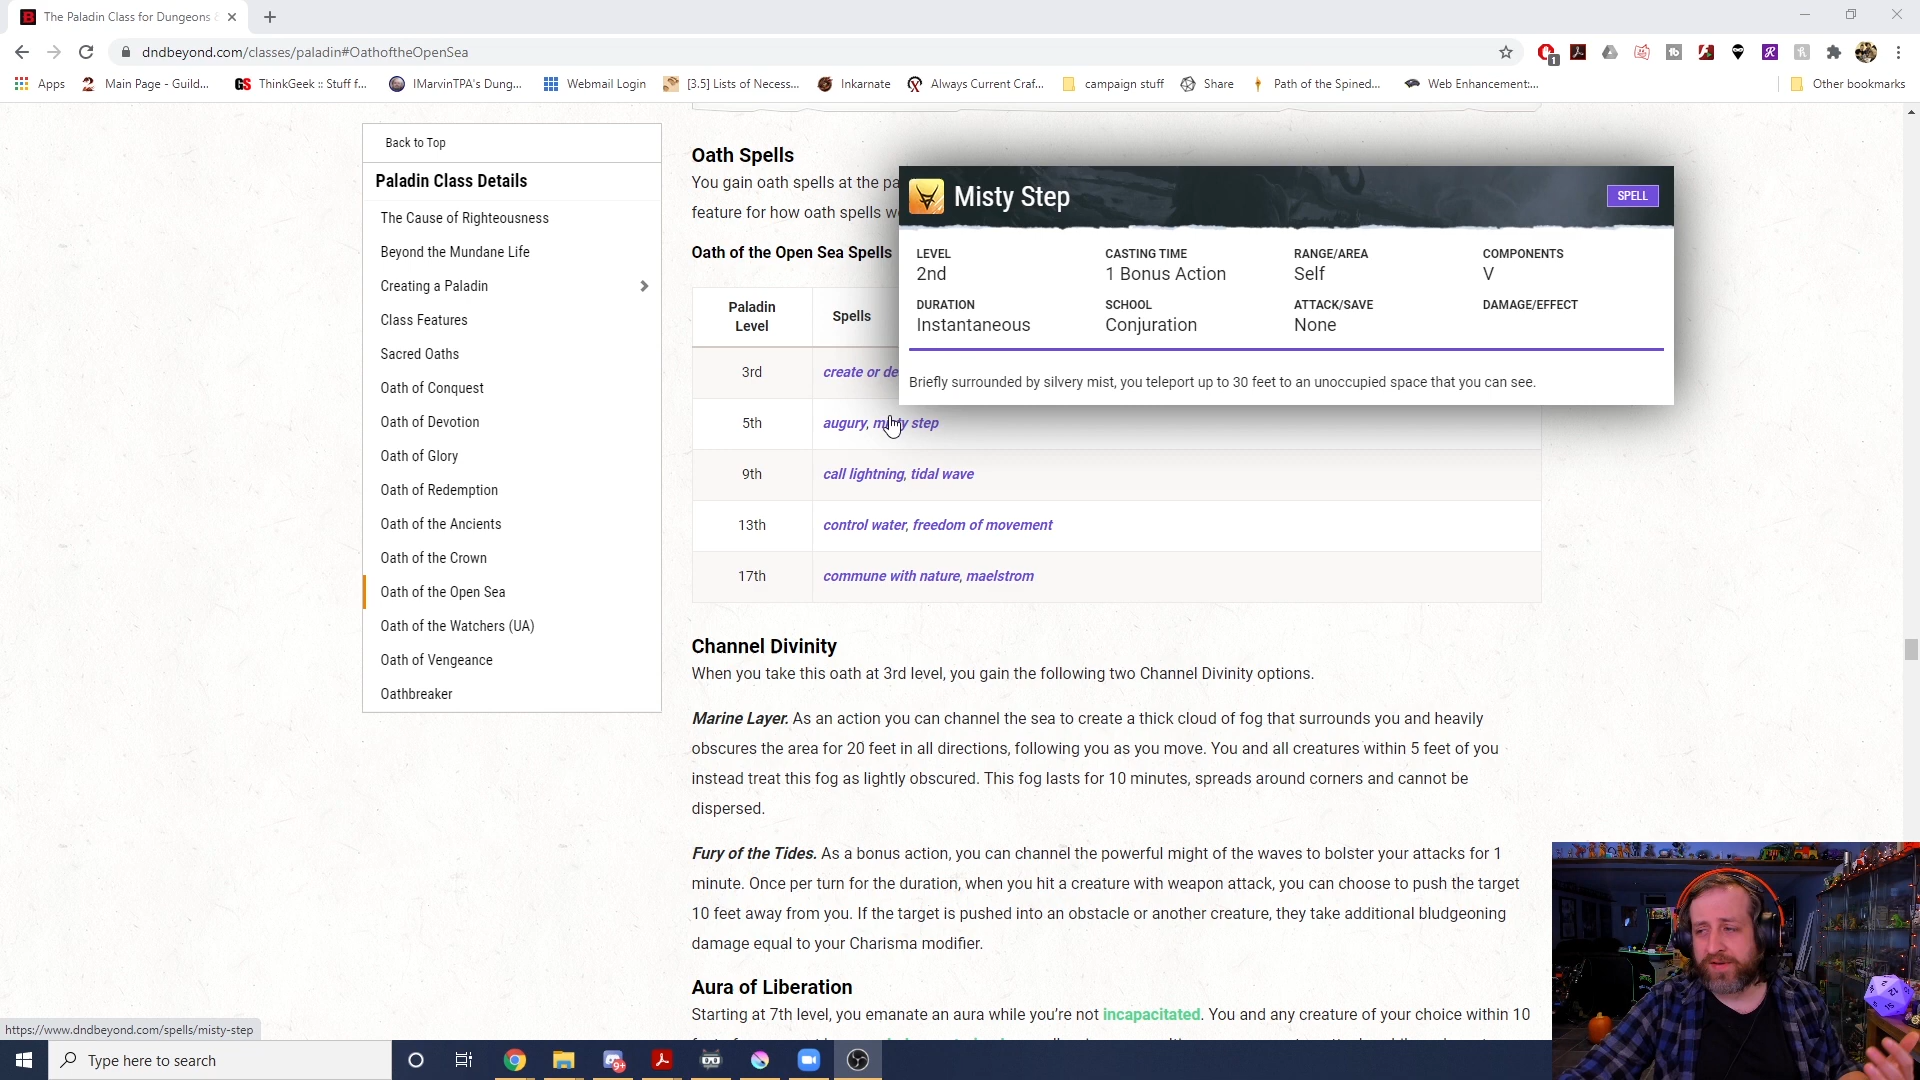 The Paladin Class for Dungeons &
dndbeyond.com/classes/paladin#OathoftheOpenSea
1
Apps
Main Page - Guild...
GS ThinkGeek :: Stuff f...
IMarvinTPA's Dung...
Webmail Login
[3.5] Lists of Necess...
Inkarnate
Always Current Craf...
campaign stuff
Share
Path of the Spined...
Web Enhancement:...
Other bookmarks
Back to Top
Paladin Class Details
The Cause of Righteousness
Beyond the Mundane Life
Creating a Paladin
Class Features
Sacred Oaths
Oath of Conquest
Oath of Devotion
Oath of Glory
Oath of Redemption
Oath of the Ancients
Oath of the Crown
Oath of the Open Sea
Oath of the Watchers (UA)
Oath of Vengeance
Oathbreaker
Oath Spells
You gain oath spells at the pa
feature for how oath spells w
Oath of the Open Sea Spells
Paladin
Level
Spells
3rd
create or de
5th
augury, misty step
9th
call lightning, tidal wave
13th
control water, freedom of movement
17th
commune with nature, maelstrom
Misty Step
SPELL
LEVEL
2nd
CASTING TIME
1 Bonus Action
RANGE/AREA
Self
COMPONENTS
V
DURATION
Instantaneous
SCHOOL
Conjuration
ATTACK/SAVE
None
DAMAGE/EFFECT
Briefly surrounded by silvery mist, you teleport up to 30 feet to an unoccupied space that you can see.
Channel Divinity
When you take this oath at 3rd level, you gain the following two Channel Divinity options.
Marine Layer. As an action you can channel the sea to create a thick cloud of fog that surrounds you and heavily
obscures the area for 20 feet in all directions, following you as you move. You and all creatures within 5 feet of you
instead treat this fog as lightly obscured. This fog lasts for 10 minutes, spreads around corners and cannot be
dispersed.
Fury of the Tides. As a bonus action, you can channel the powerful might of the waves to bolster your attacks for 1
minute. Once per turn for the duration, when you hit a creature with weapon attack, you can choose to push the target
10 feet away from you. If the target is pushed into an obstacle or another creature, they take additional bludgeoning
damage equal to your Charisma modifier.
Aura of Liberation
Starting at 7th level, you emanate an aura while you're not incapacitated. You and any creature of your choice within 10
https://www.dndbeyond.com/spells/misty-step
Type here to search
9+
12